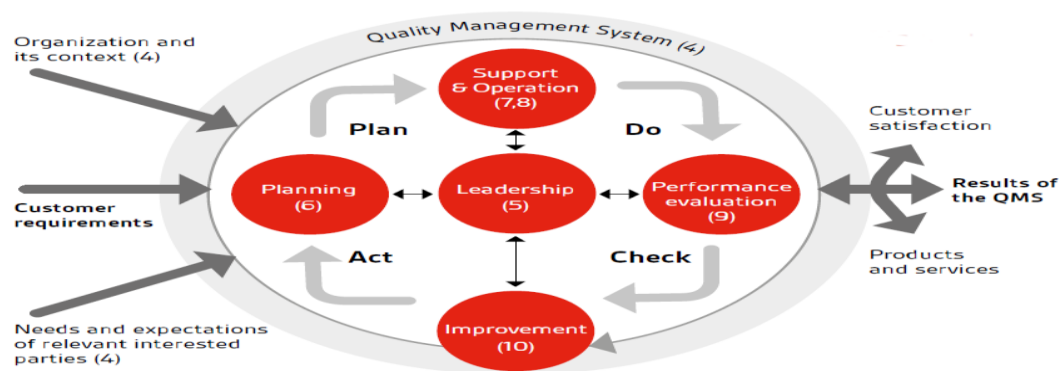 Quality Management System (4)
Organization and
its context (4)
Support
& Operation
(7,8)
Plan
Do
Customer
satisfaction
Planning
(6)
Leadership
(5)
Performance
evaluation
(9)
Results of
the QMS
Customer
requirements
Act
Check
Products
and services
Needs and expectations
of relevant interested
parties (4)
Improvement
(10)